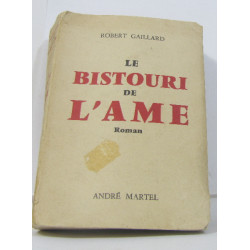 ROBERT GAILLARD
LE
BISTOURI
DE
L'AME
Roman
ANDRÉ MARTEL